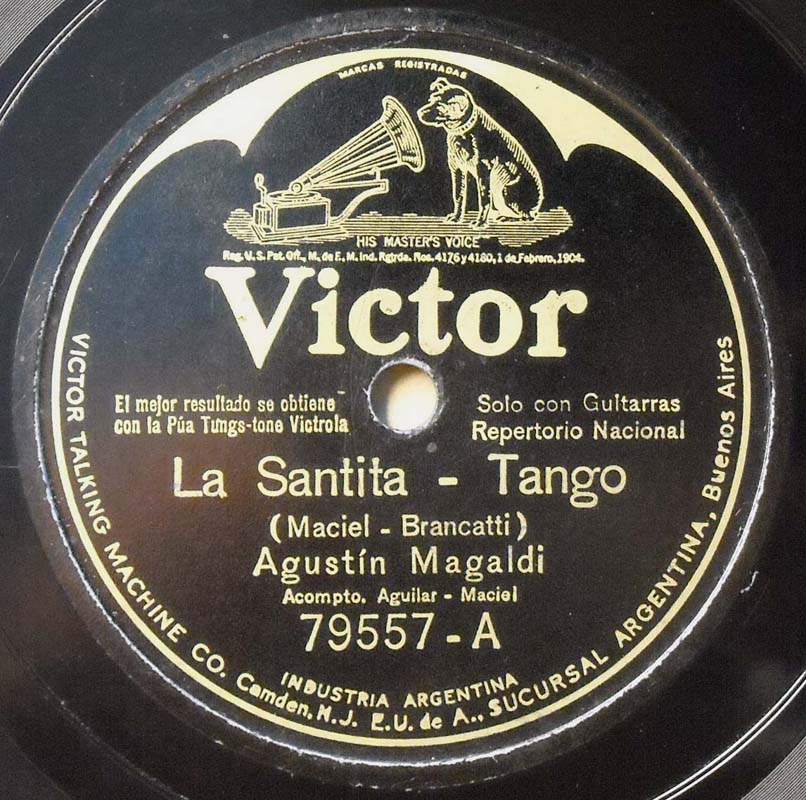 MARCAS REGISTRADAS
HIS MASTER'S VOICE
Reg. U.S. Pat. Off., M. de F., M. Ind. Rgtrda. Nos. 4176 y 4180, 1 de Febrero, 1904.
Victor
El mejor resultado se obtiene
con la Púa Tungs-tone Victrola
Solo con Guitarras
Repertorio Nacional
La Santita - Tango
(Maciel - Brancatti)
Agustín Magaldi
Acompto. Aguilar - Maciel
79557-A
INDUSTRIA ARGENTINA
VICTOR TALKING MACHINE CO. Camden, N.J. E.U. de A., SUCURSAL ARGENTINA, Buenos Aires